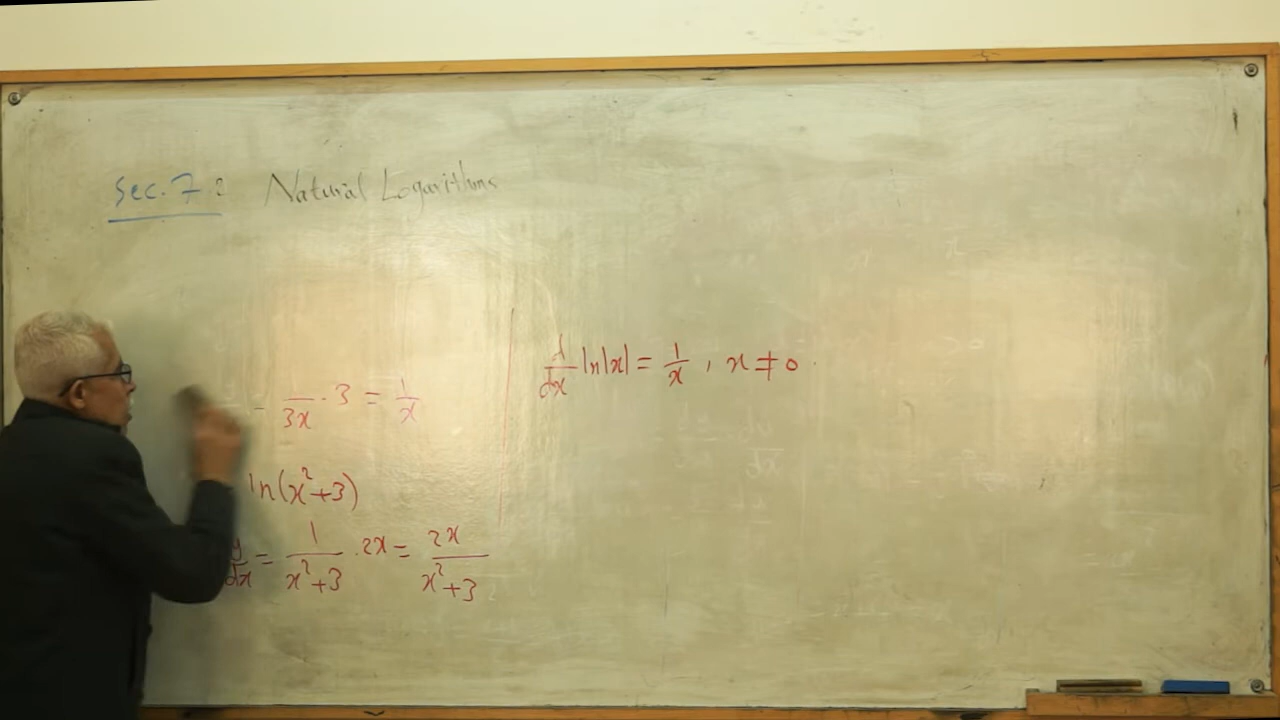 Sec. 7: Natural Logarithms
— 1/3x · 3 = 1/x
ln(x²+3)
dy/dx = 1/(x²+3) · 2x = 2x/(x²+3)
d/dx ln|x| = 1/x , x ≠ 0